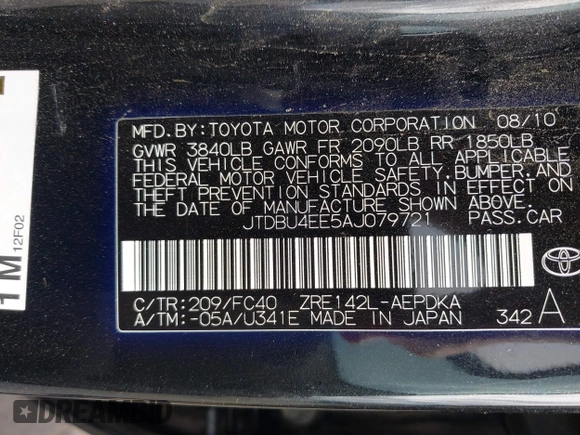 MFD.BY:TOYOTA MOTOR CORPORATION 08/10
GVWR 3840LB GAWR FR 2090LB RR 1850LB
THIS VEHICLE CONFORMS TO ALL APPLICABLE
FEDERAL MOTOR VEHICLE SAFETY,BUMPER,AND
THEFT PREVENTION STANDARDS IN EFFECT ON
THE DATE OF MANUFACTURE SHOWN ABOVE.
JTDBU4EE5AJ079721 PASS.CAR
C/TR:209/FC40 ZRE142L-AEPDKA
A/TM:-05A/U341E MADE IN JAPAN 342 A
1M
12F02
TOYOTA
DREAMBID